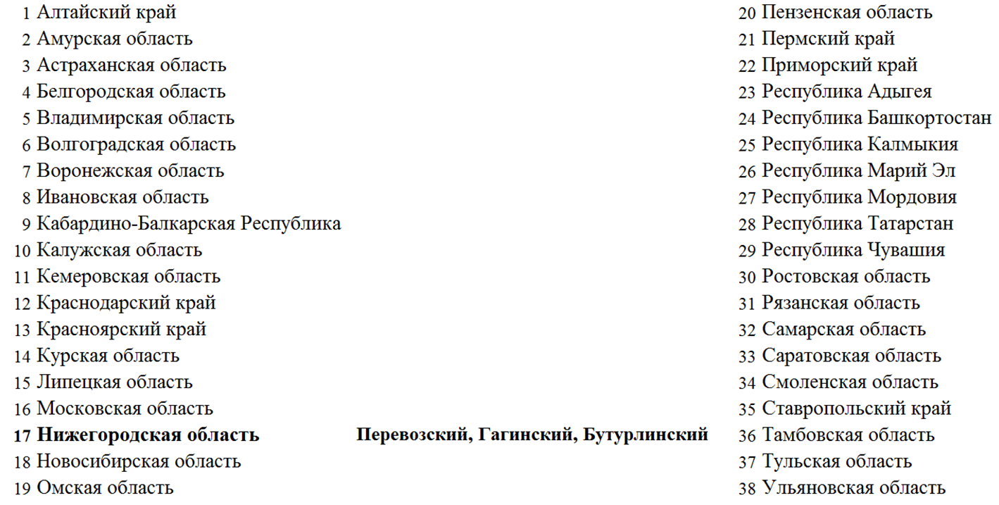 1 Алтайский край
2 Амурская область
3 Астраханская область
4 Белгородская область
5 Владимирская область
6 Волгоградская область
7 Воронежская область
8 Ивановская область
9 Кабардино-Балкарская Республика
10 Калужская область
11 Кемеровская область
12 Краснодарский край
13 Красноярский край
14 Курская область
15 Липецкая область
16 Московская область
17 Нижегородская область Перевозский, Гагинский, Бутурлинский
18 Новосибирская область
19 Омская область
20 Пензенская область
21 Пермский край
22 Приморский край
23 Республика Адыгея
24 Республика Башкортостан
25 Республика Калмыкия
26 Республика Марий Эл
27 Республика Мордовия
28 Республика Татарстан
29 Республика Чувашия
30 Ростовская область
31 Рязанская область
32 Самарская область
33 Саратовская область
34 Смоленская область
35 Ставропольский край
36 Тамбовская область
37 Тульская область
38 Ульяновская область